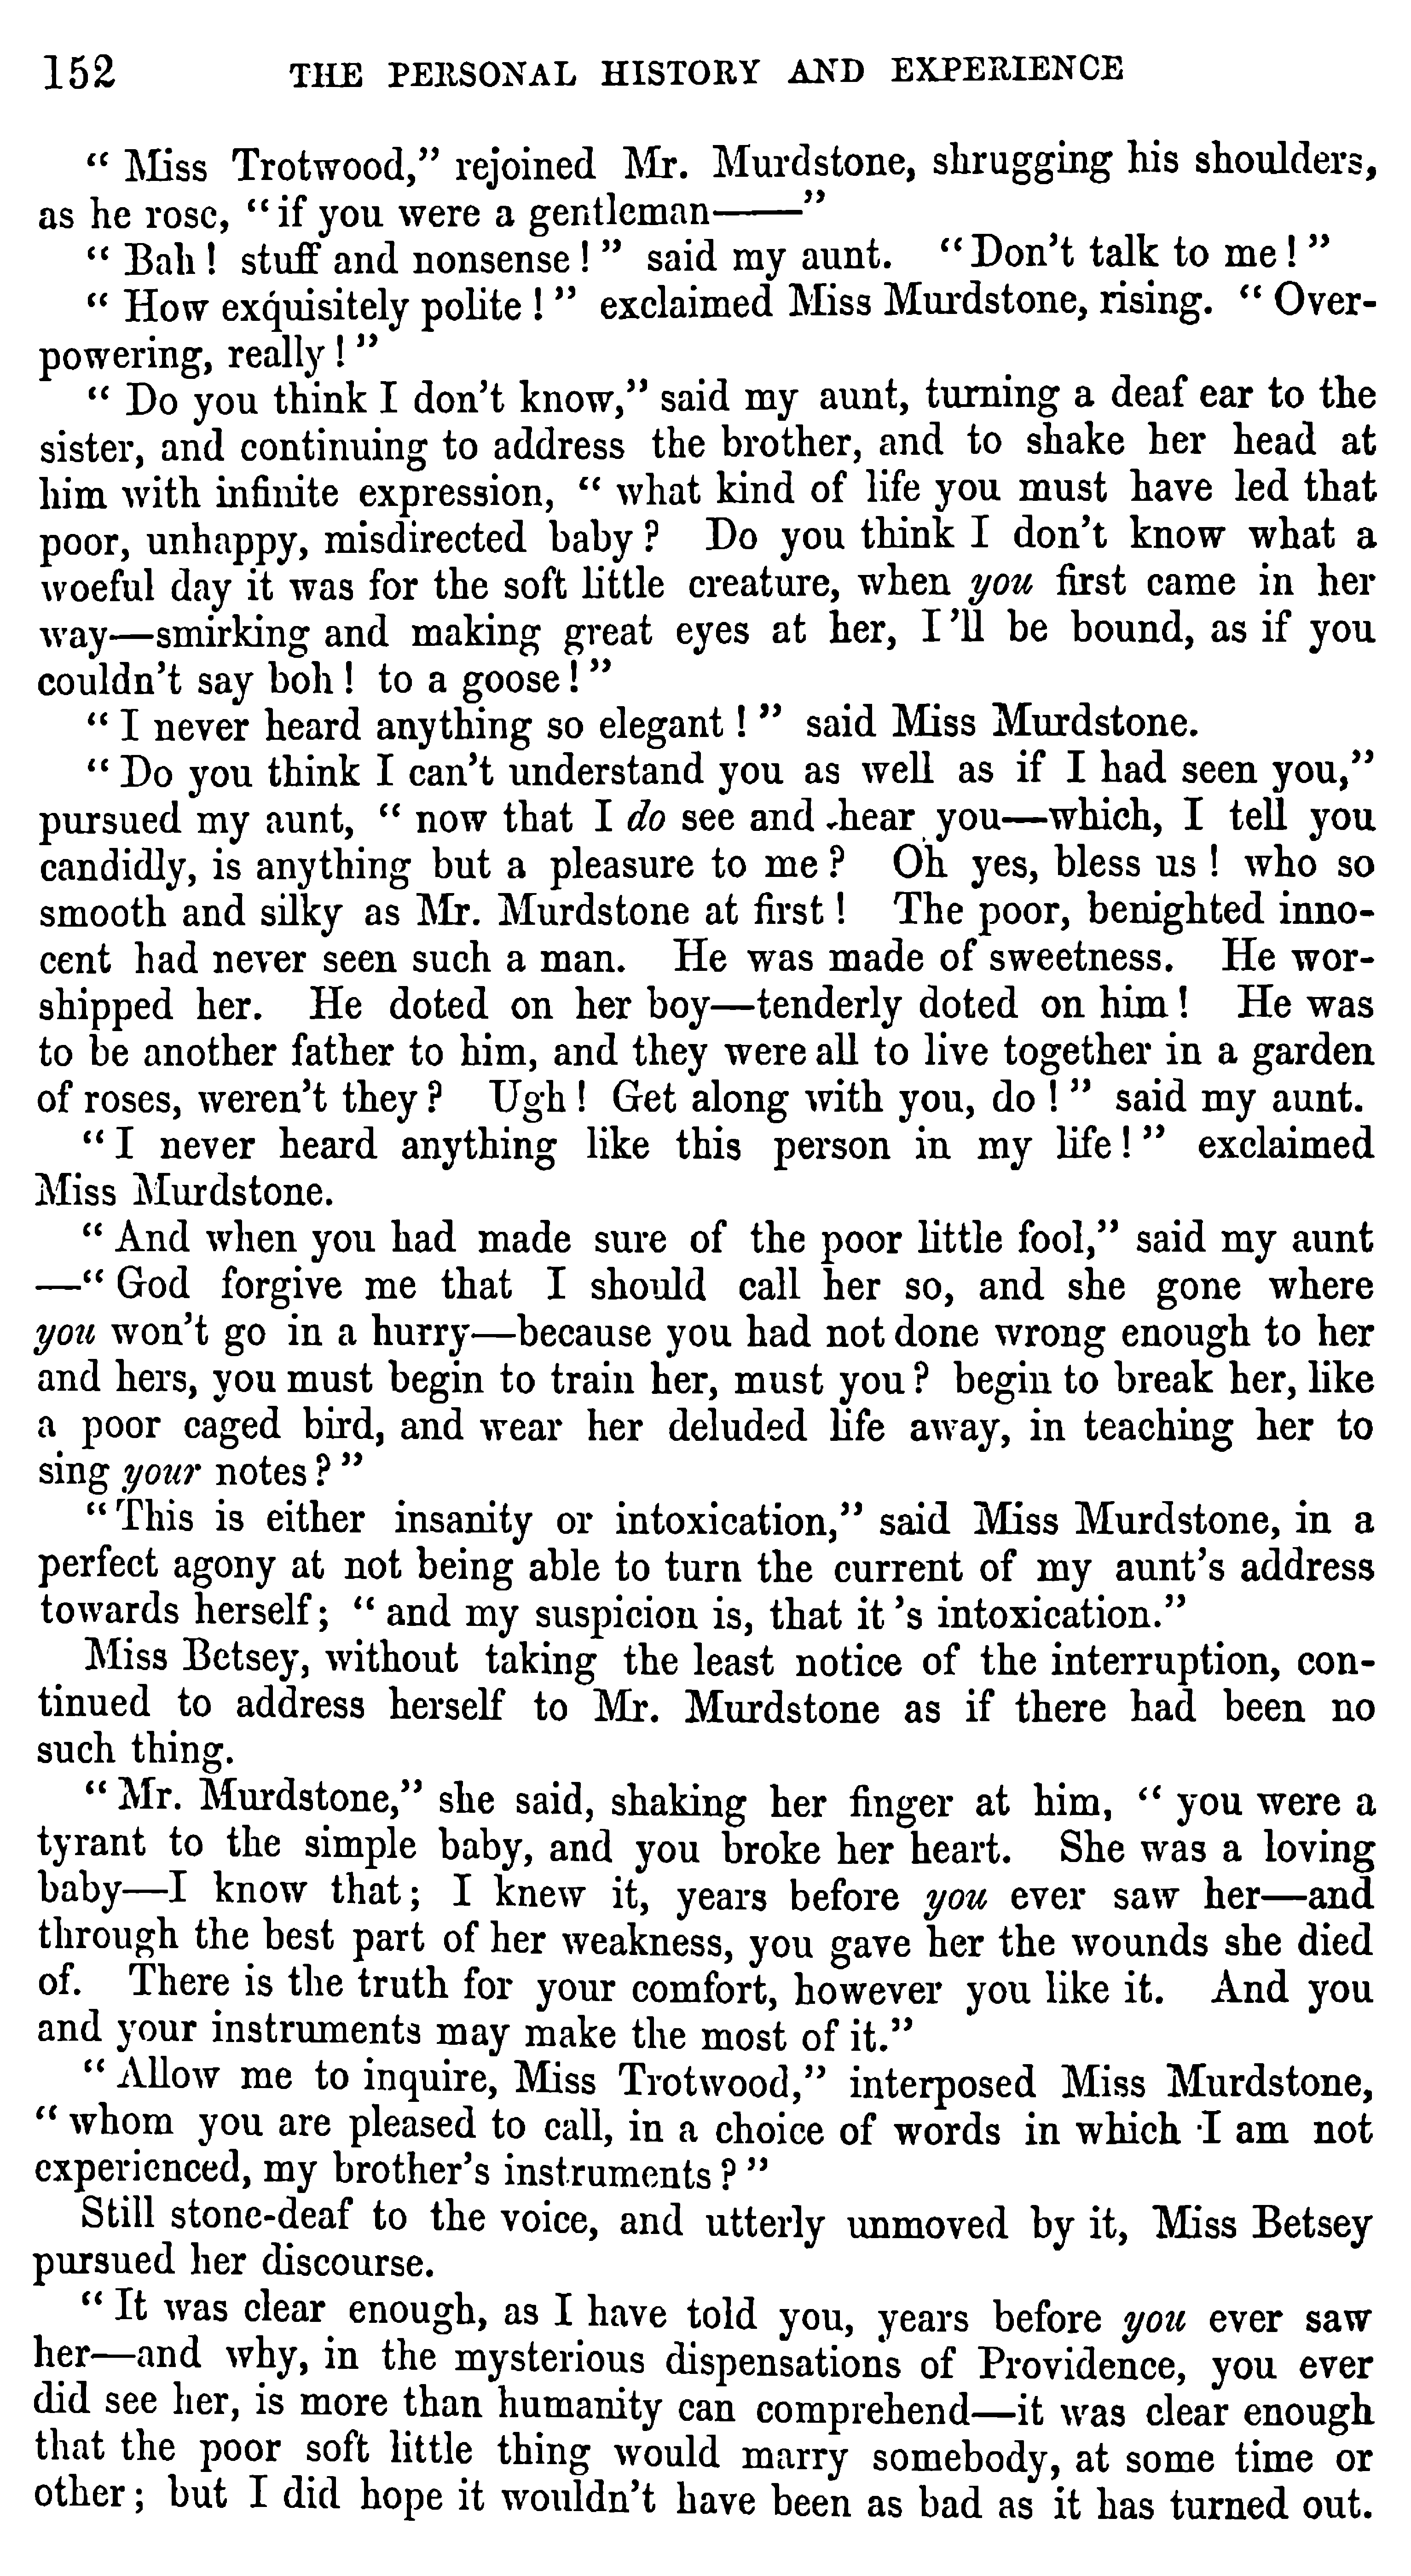 152 THE PERSONAL HISTORY AND EXPERIENCE
“ Miss Trotwood,” rejoined Mr. Murdstone, shrugging his shoulders,
as he rose, “if you were a gentleman——”
“ Bah ! stuff and nonsense ! ” said my aunt. “Don't talk to me ! ”
“ How exquisitely polite ! ” exclaimed Miss Murdstone, rising. “ Over-
powering, really ! ”
“ Do you think I don't know,” said my aunt, turning a deaf ear to the
sister, and continuing to address the brother, and to shake her head at
him with infinite expression, “ what kind of life you must have led that
poor, unhappy, misdirected baby ? Do you think I don't know what a
woeful day it was for the soft little creature, when you first came in her
way—smirking and making great eyes at her, I 'll be bound, as if you
couldn't say boh ! to a goose ! ”
“ I never heard anything so elegant ! ” said Miss Murdstone.
“ Do you think I can't understand you as well as if I had seen you,”
pursued my aunt, “ now that I do see and hear you—which, I tell you
candidly, is anything but a pleasure to me ? Oh yes, bless us ! who so
smooth and silky as Mr. Murdstone at first ! The poor, benighted inno-
cent had never seen such a man. He was made of sweetness. He wor-
shipped her. He doted on her boy—tenderly doted on him ! He was
to be another father to him, and they were all to live together in a garden
of roses, weren't they ? Ugh ! Get along with you, do ! ” said my aunt.
“ I never heard anything like this person in my life ! ” exclaimed
Miss Murdstone.
“ And when you had made sure of the poor little fool,” said my aunt
—“ God forgive me that I should call her so, and she gone where
you won't go in a hurry—because you had not done wrong enough to her
and hers, you must begin to train her, must you ? begin to break her, like
a poor caged bird, and wear her deluded life away, in teaching her to
sing your notes ? ”
“ This is either insanity or intoxication,” said Miss Murdstone, in a
perfect agony at not being able to turn the current of my aunt's address
towards herself ; “ and my suspicion is, that it 's intoxication.”
Miss Betsey, without taking the least notice of the interruption, con-
tinued to address herself to Mr. Murdstone as if there had been no
such thing.
“ Mr. Murdstone,” she said, shaking her finger at him, “ you were a
tyrant to the simple baby, and you broke her heart. She was a loving
baby—I know that ; I knew it, years before you ever saw her—and
through the best part of her weakness, you gave her the wounds she died
of. There is the truth for your comfort, however you like it. And you
and your instruments may make the most of it.”
“ Allow me to inquire, Miss Trotwood,” interposed Miss Murdstone,
“ whom you are pleased to call, in a choice of words in which I am not
experienced, my brother's instruments ? ”
Still stone-deaf to the voice, and utterly unmoved by it, Miss Betsey
pursued her discourse.
“ It was clear enough, as I have told you, years before you ever saw
her—and why, in the mysterious dispensations of Providence, you ever
did see her, is more than humanity can comprehend—it was clear enough
that the poor soft little thing would marry somebody, at some time or
other ; but I did hope it wouldn't have been as bad as it has turned out.